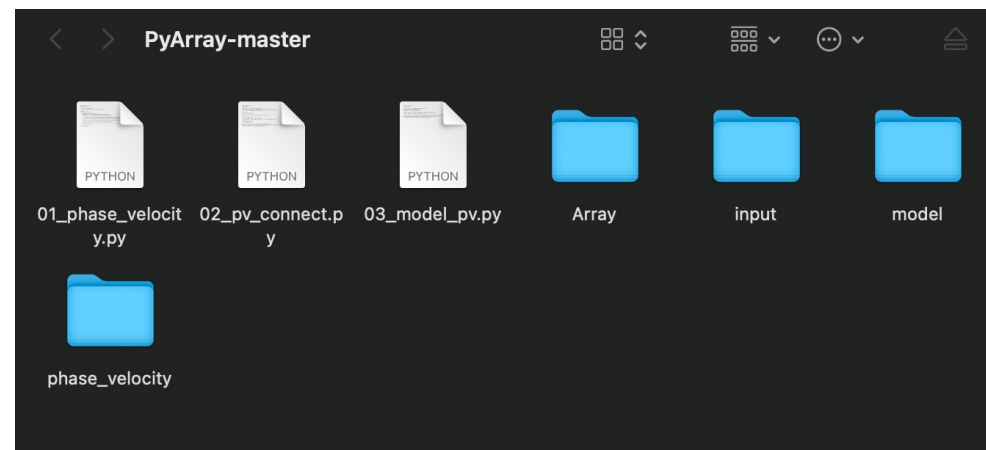 PyArray-master
PYTHON
PYTHON
PYTHON
01_phase_velocit
y.py
02_pv_connect.p
y
03_model_pv.py
Array
input
model
phase_velocity